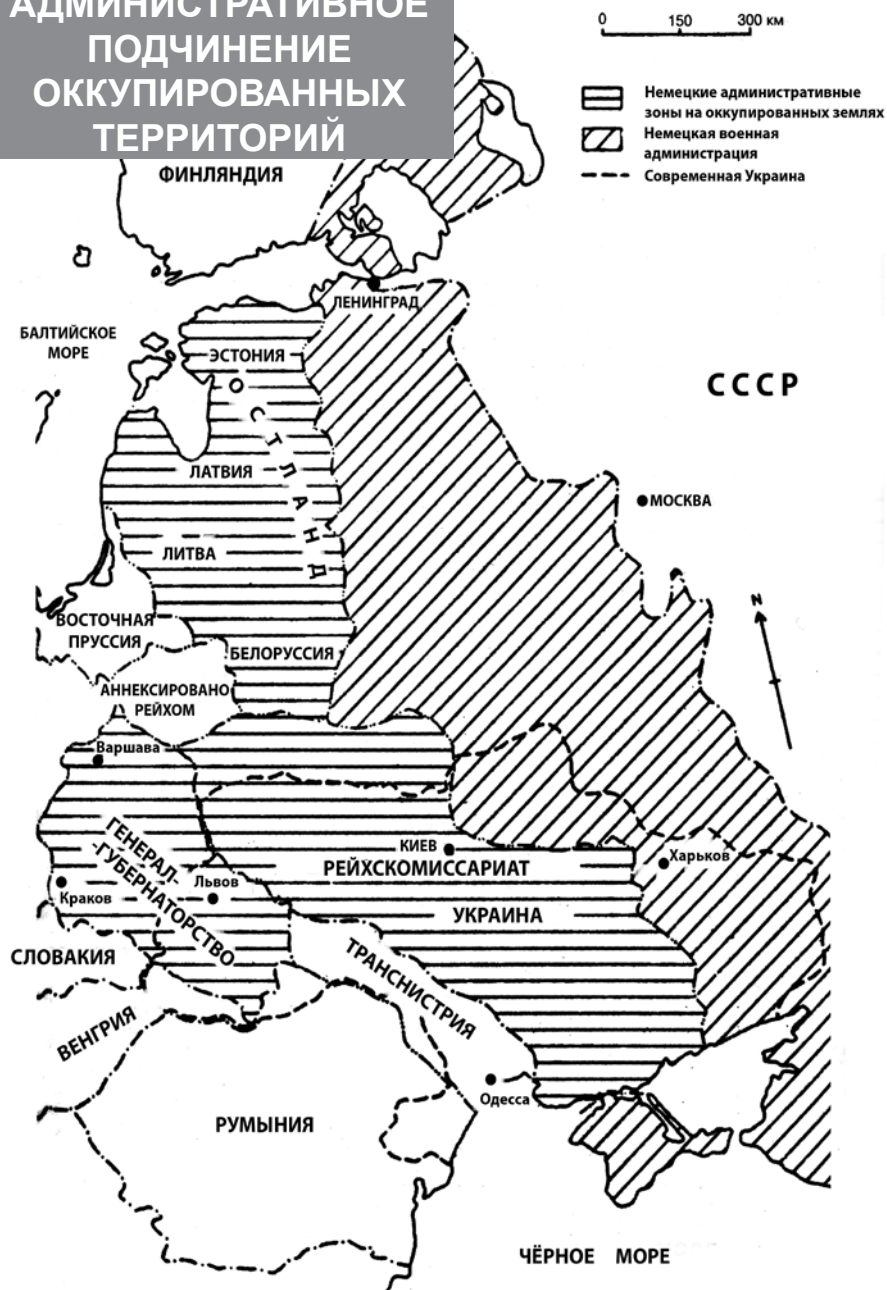 АДМИНИСТРАТИВНОЕ
ПОДЧИНЕНИЕ
ОККУПИРОВАННЫХ
ТЕРРИТОРИЙ
0 150 300 км
Немецкие административные
зоны на оккупированных землях
Немецкая военная
администрация
Современная Украина
ФИНЛЯНДИЯ
ЛЕНИНГРАД
БАЛТИЙСКОЕ
МОРЕ
ЭСТОНИЯ
СССР
ОСТЛАНД
ЛАТВИЯ
МОСКВА
ЛИТВА
N
ВОСТОЧНАЯ
ПРУССИЯ
БЕЛОРУССИЯ
АННЕКСИРОВАНО
РЕЙХОМ
Варшава
ГЕНЕРАЛ-
-ГУБЕРНАТОРСТВО
КИЕВ
Харьков
РЕЙХСКОМИССАРИАТ
УКРАИНА
Львов
Краков
СЛОВАКИЯ
ТРАНСНИСТРИЯ
ВЕНГРИЯ
Одесса
РУМЫНИЯ
ЧЁРНОЕ МОРЕ